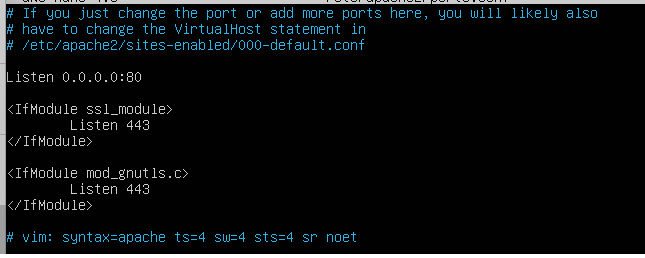 # If you just change the port or add more ports here, you will likely also
# have to change the VirtualHost statement in
# /etc/apache2/sites-enabled/000-default.conf
Listen 0.0.0.0:80
<IfModule ssl_module>
Listen 443
</IfModule>
<IfModule mod_gnutls.c>
Listen 443
</IfModule>
# vim: syntax=apache ts=4 sw=4 sts=4 sr noet